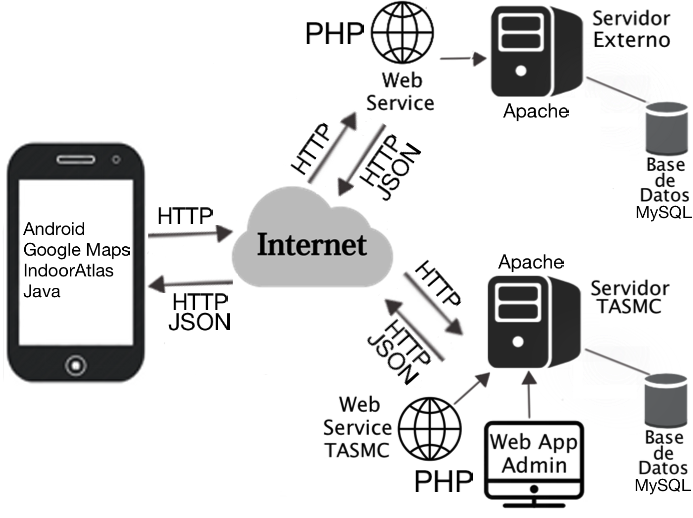 PHP
Web
Service
Servidor
Externo
Apache
Base
de
Datos
MySQL
HTTP
HTTP
JSON
Android
Google Maps
IndoorAtlas
Java
HTTP
HTTP
JSON
Internet
HTTP
HTTP
JSON
Apache
Servidor
TASMC
Web
Service
TASMC
PHP
Web App
Admin
Base
de
Datos
MySQL